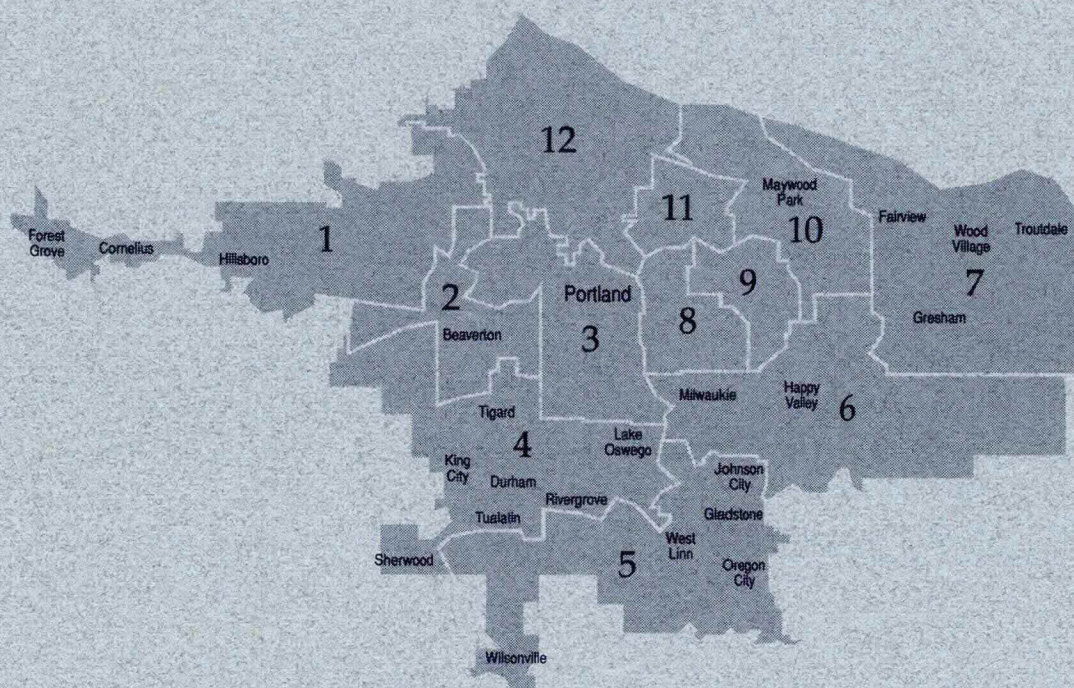 12
Maywood
Park
11
10
Fairview
Wood
Village
Troutdale
Forest
Grove
Cornelius
Hillsboro
1
2
Portland
9
7
8
Gresham
Beaverton
3
Milwaukie
Happy
Valley
6
Tigard
4
Lake
Oswego
King
City
Durham
Johnson
City
Rivergrove
Gladstone
Tualatin
West
Linn
Sherwood
5
Oregon
City
Wilsonville